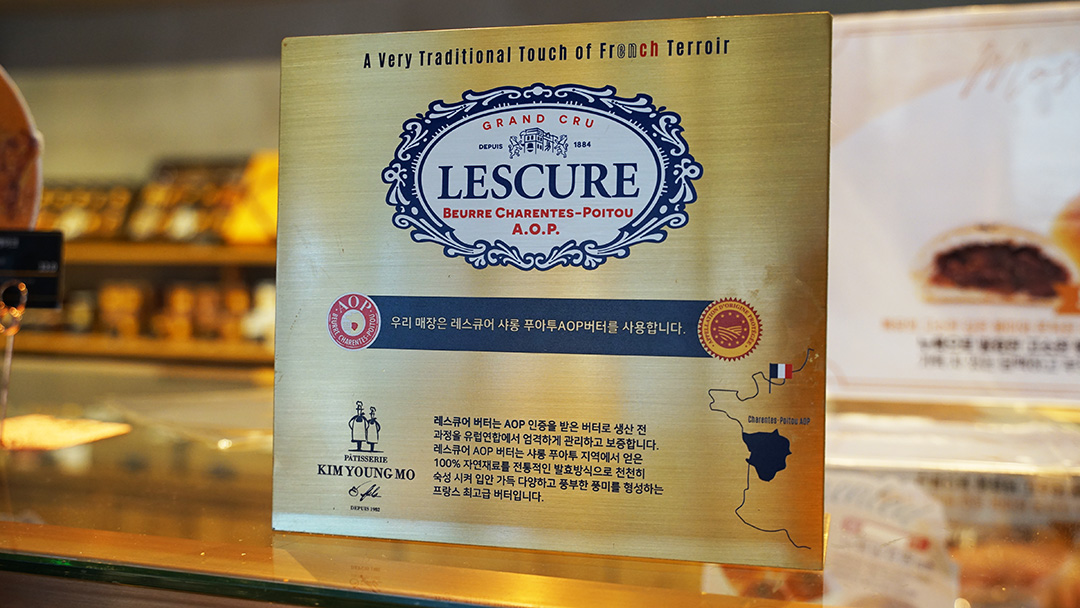 A Very Traditional Touch of French Terroir
GRAND CRU
DEPUIS 1884
LESCURE
BEURRE CHARENTES-POITOU
A.O.P.
AOP
BEURRE CHARENTES-POITOU
우리 매장은 레스큐어 샤롱 푸아투AOP버터를 사용합니다.
APPELLATION D'ORIGINE PROTÉGÉE
Charentes-Poitou AOP
PÂTISSERIE
KIM YOUNG MO
DEPUIS 1982
레스큐어 버터는 AOP 인증을 받은 버터로 생산 전
과정을 유럽연합에서 엄격하게 관리하고 보증합니다.
레스큐어 AOP 버터는 샤롱 푸아투 지역에서 얻은
100% 자연재료를 전통적인 발효방식으로 천천히
숙성 시켜 입안 가득 다양하고 풍부한 풍미를 형성하는
프랑스 최고급 버터입니다.